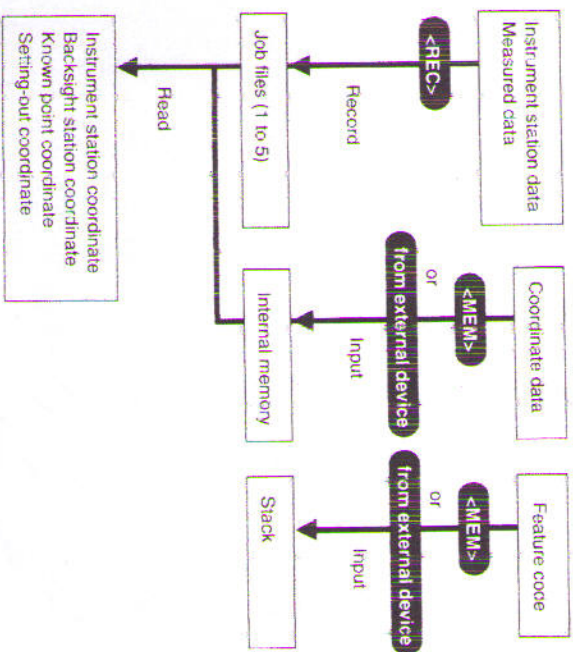 Instrument station data
Measured data
<REC>
Record
Job files (1 to 5)
Read
Instrument station coordinate
Backsight station coordinate
Known point coordinate
Setting-out coordinate
Coordinate data
<MEM>
or
from external device
Input
Internal memory
Feature code
<MEM>
or
from external device
Input
Stack